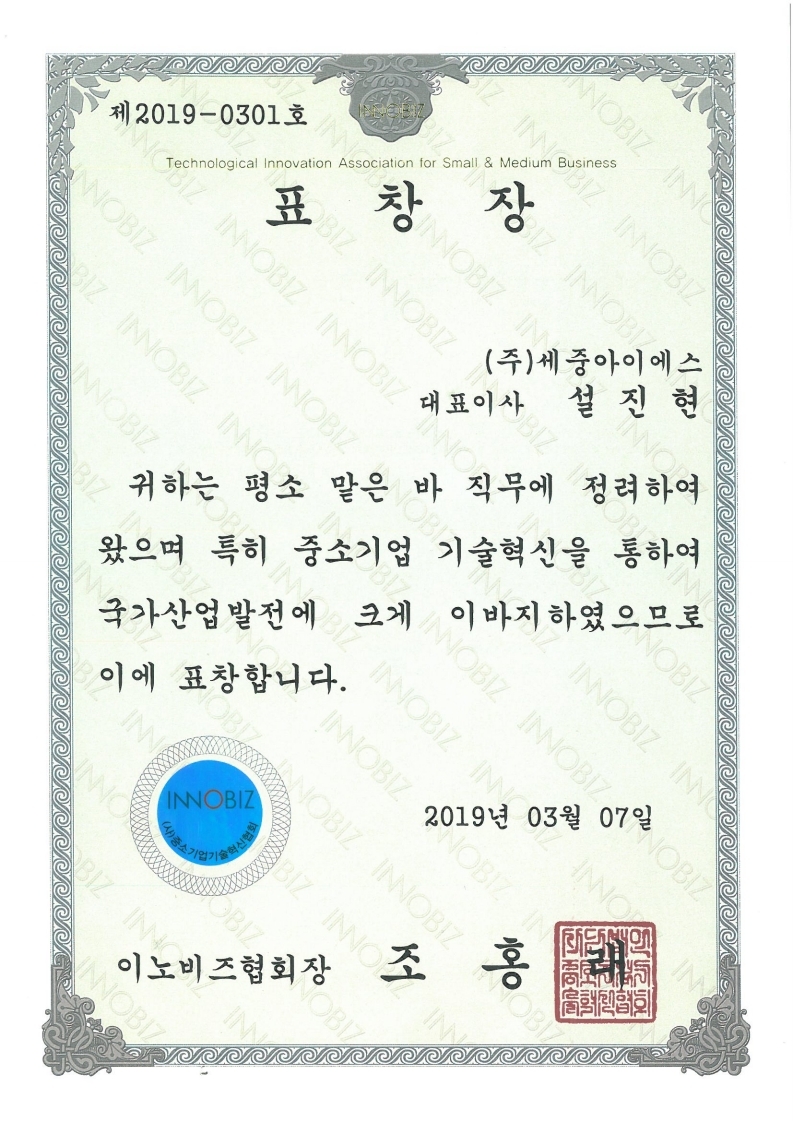 제2019-0301호
INNOBIZ
Technological Innovation Association for Small & Medium Business
표 창 장
(주)세중아이에스
대표이사 설 진 현
귀하는 평소 맡은 바 직무에 정려하여
왔으며 특히 중소기업 기술혁신을 통하여
국가산업발전에 크게 이바지하였으므로
이에 표창합니다.
INNOBIZ
(사)중소기업기술혁신협회
2019년 03월 07일
이노비즈협회장 조 홍 래